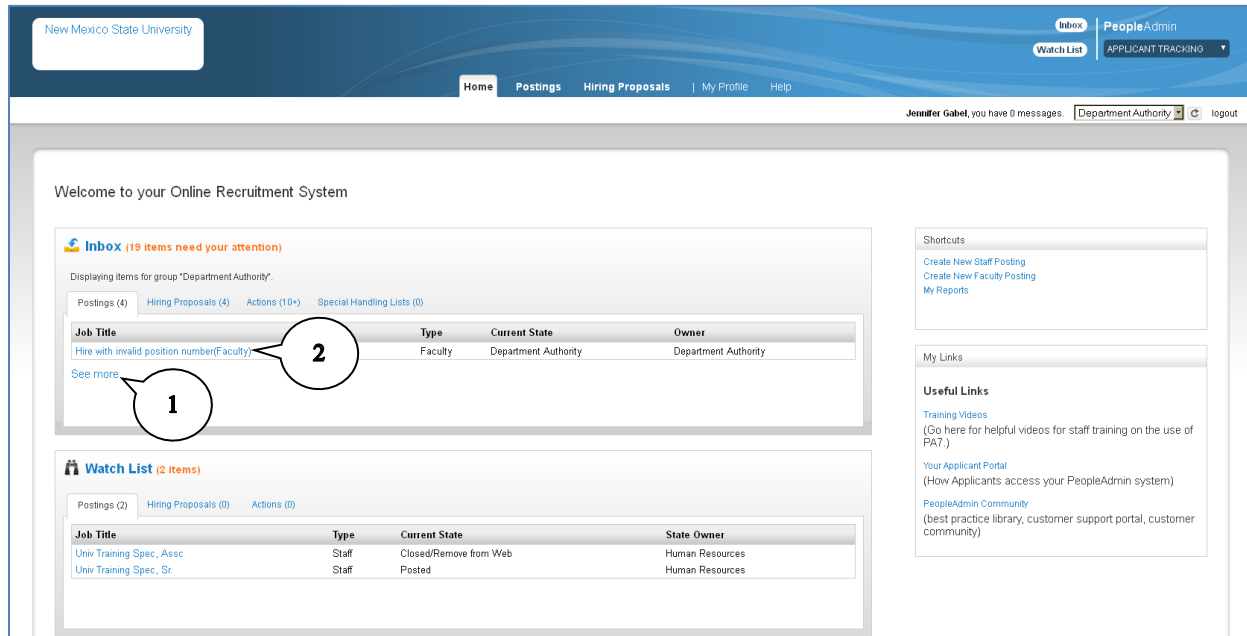 New Mexico State University
Inbox
PeopleAdmin
Watch List
APPLICANT TRACKING
Home Postings Hiring Proposals | My Profile Help
Jennifer Gabel, you have 0 messages. Department Authority logout
Welcome to your Online Recruitment System
Inbox (19 items need your attention)
Displaying items for group "Department Authority".
Postings (4) Hiring Proposals (4) Actions (10+) Special Handling Lists (0)
Job Title Type Current State Owner
Hire with invalid position number(Faculty) Faculty Department Authority Department Authority
2
See more
1
Watch List (2 items)
Postings (2) Hiring Proposals (0) Actions (0)
Job Title Type Current State State Owner
Univ Training Spec, Assc Staff Closed/Remove from Web Human Resources
Univ Training Spec, Sr. Staff Posted Human Resources
Shortcuts
Create New Staff Posting
Create New Faculty Posting
My Reports
My Links
Useful Links
Training Videos
(Go here for helpful videos for staff training on the use of
PA7.)
Your Applicant Portal
(How Applicants access your PeopleAdmin system)
PeopleAdmin Community
(best practice library, customer support portal, customer
community)